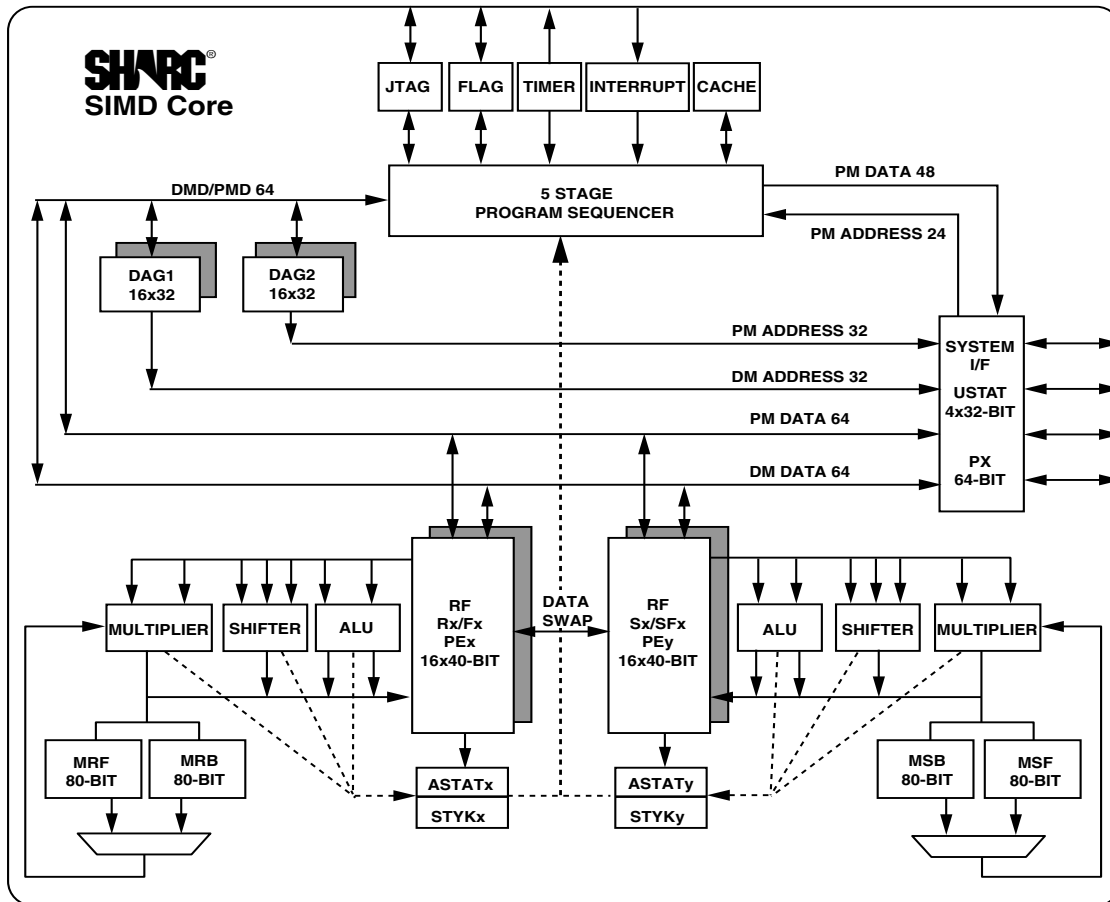 SHARC®
SIMD Core
JTAG
FLAG
TIMER
INTERRUPT
CACHE
DMD/PMD 64
5 STAGE
PROGRAM SEQUENCER
PM DATA 48
PM ADDRESS 24
DAG1
16x32
DAG2
16x32
PM ADDRESS 32
DM ADDRESS 32
PM DATA 64
DM DATA 64
SYSTEM
I/F
USTAT
4x32-BIT
PX
64-BIT
MULTIPLIER
SHIFTER
ALU
RF
Rx/Fx
PEx
16x40-BIT
DATA
SWAP
RF
Sx/SFx
PEy
16x40-BIT
ALU
SHIFTER
MULTIPLIER
MRF
80-BIT
MRB
80-BIT
ASTATx
STYKx
ASTATy
STYKy
MSB
80-BIT
MSF
80-BIT